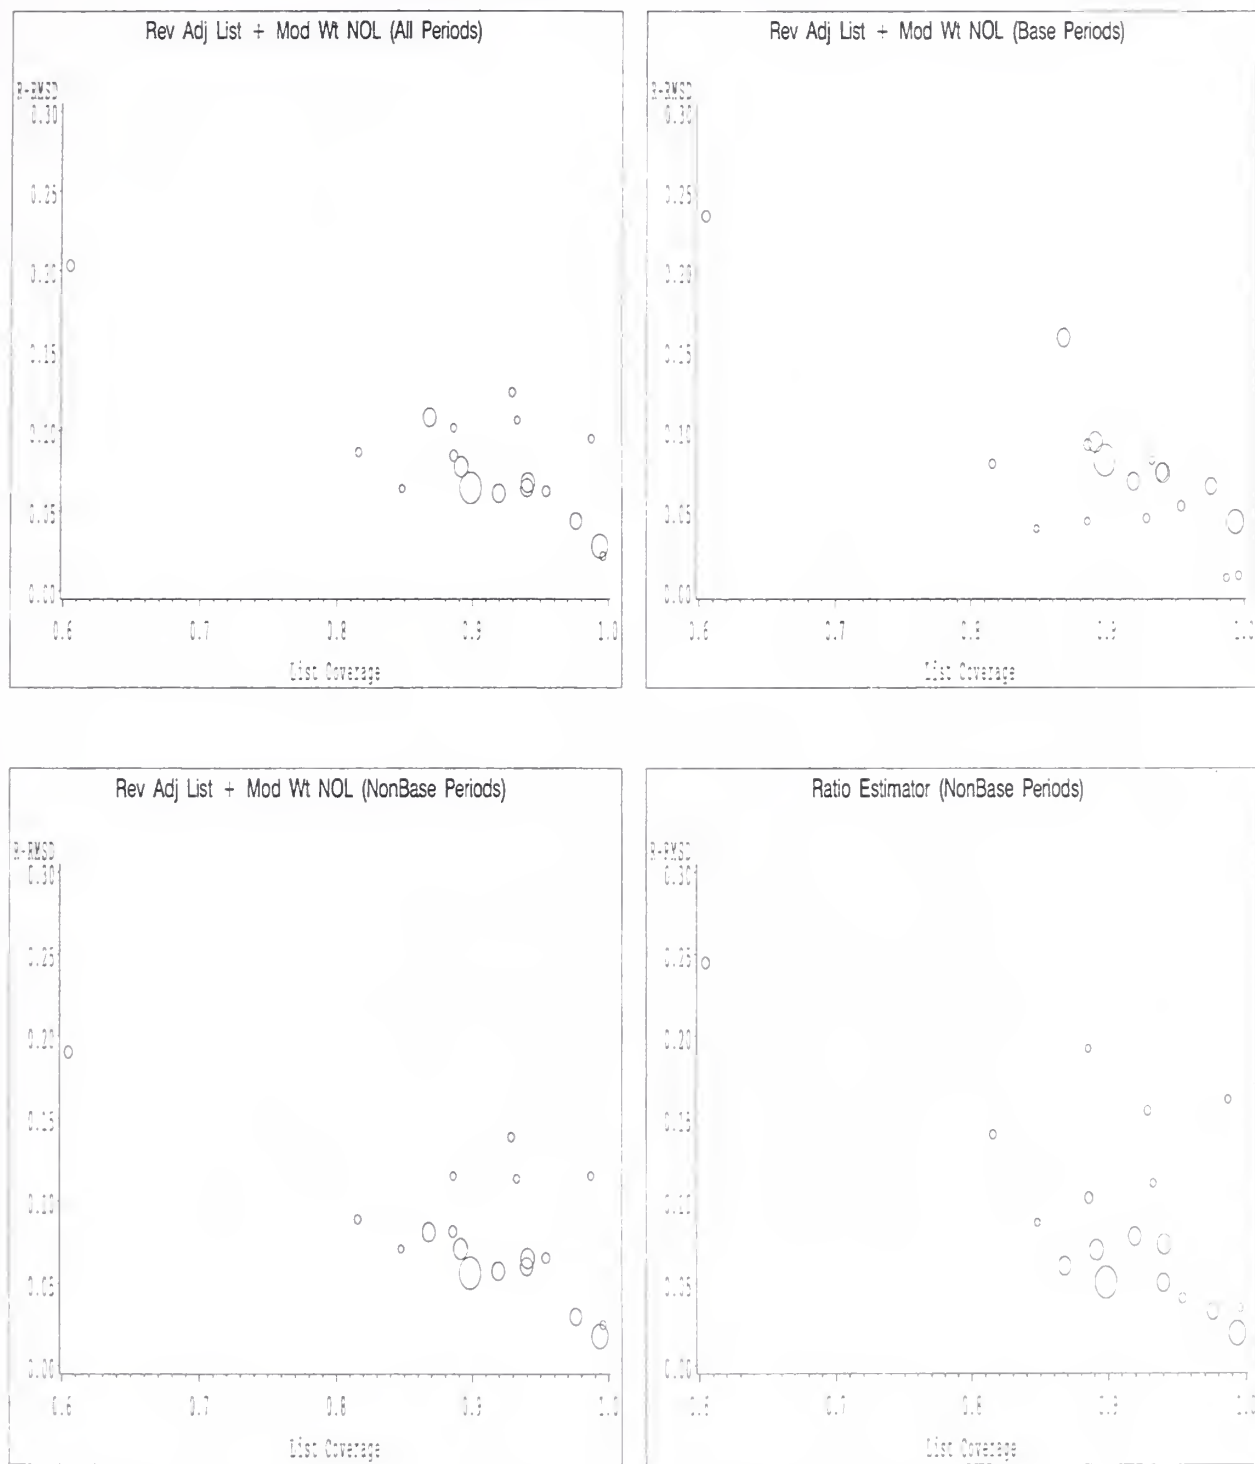 Rev Adj List + Mod Wt NOL (All Periods)
R-RMSD
0.30
0.25
0.20
0.15
0.10
0.05
0.00
0.6 0.7 0.8 0.9 1.0
List Coverage
Rev Adj List + Mod Wt NOL (Base Periods)
R-RMSD
0.30
0.25
0.20
0.15
0.10
0.05
0.00
0.6 0.7 0.8 0.9 1.0
List Coverage
Rev Adj List + Mod Wt NOL (NonBase Periods)
R-RMSD
0.30
0.25
0.20
0.15
0.10
0.05
0.00
0.6 0.7 0.8 0.9 1.0
List Coverage
Ratio Estimator (NonBase Periods)
R-RMSD
0.30
0.25
0.20
0.15
0.10
0.05
0.00
0.6 0.7 0.8 0.9 1.0
List Coverage